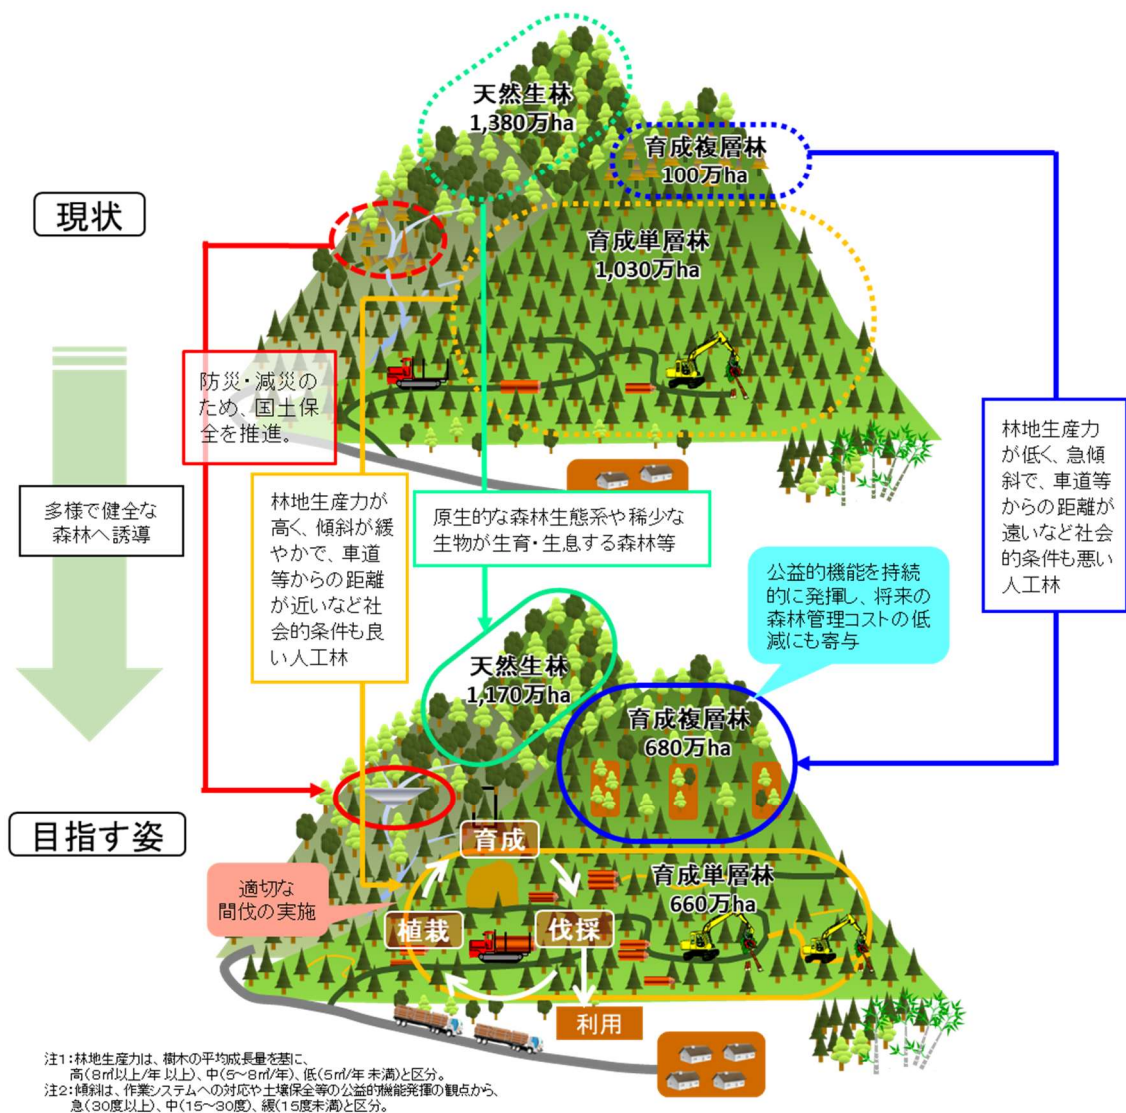 天然生林
1,380万ha
育成複層林
100万ha
現状
育成単層林
1,030万ha
防災・減災の
ため、国土保
全を推進。
林地生産力
が低く、急傾
斜で、車道等
からの距離が
遠いなど社会
的条件も悪い
人工林
多様で健全な
森林へ誘導
林地生産力が
高く、傾斜が緩
やかで、車道
等からの距離
が近いなど社
会的条件も良
い人工林
原生的な森林生態系や稀少な
生物が生育・生息する森林等
公益的機能を持続
的に発揮し、将来の
森林管理コストの低
減にも寄与
天然生林
1,170万ha
育成複層林
680万ha
目指す姿
育成
適切な
間伐の実施
育成単層林
660万ha
植栽
伐採
利用
注1:林地生産力は、樹木の平均成長量を基に、
高(8㎥以上/年 以上)、中(5～8㎥/年)、低(5㎥/年 未満)と区分。
注2:傾斜は、作業システムへの対応や土壌保全等の公益的機能発揮の観点から、
急(30度以上)、中(15～30度)、緩(15度未満)と区分。